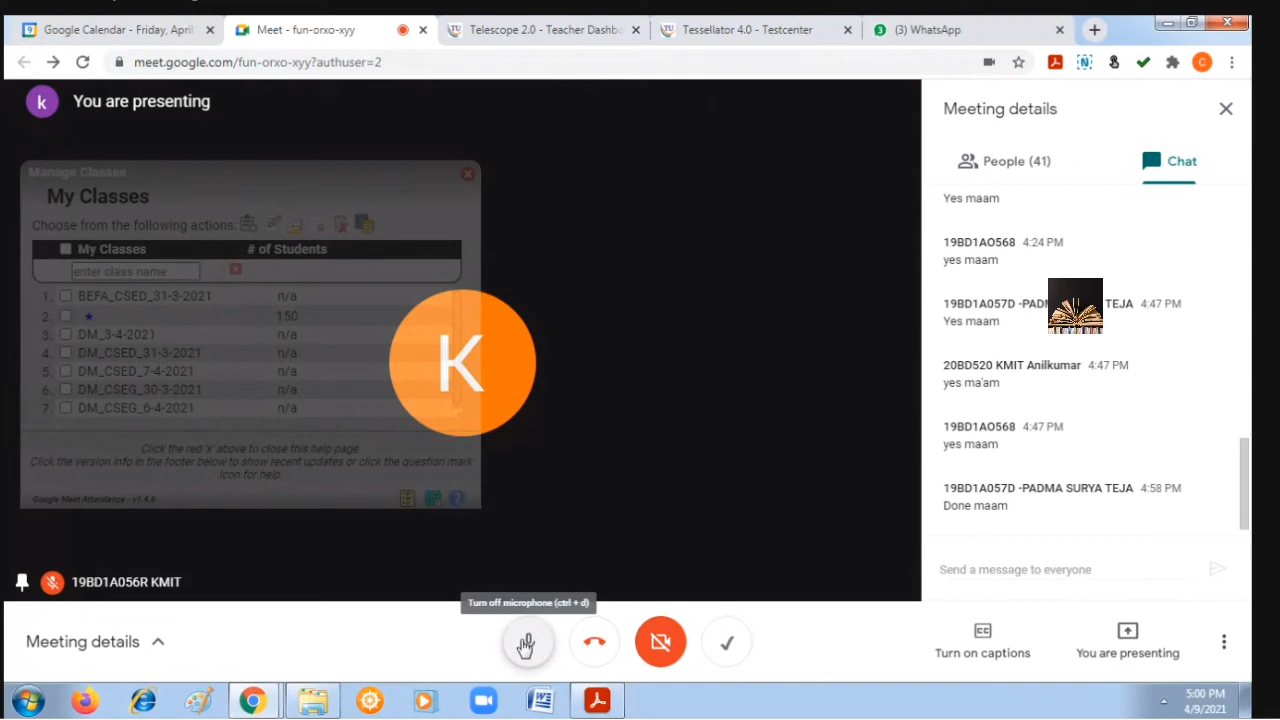 Google Calendar - Friday, April
Meet - fun-orxo-xyy
Telescope 2.0 - Teacher Dashbo
Tessellator 4.0 - Testcenter
(3) WhatsApp
meet.google.com/fun-orxo-xyy?authuser=2
C
k
You are presenting
Manage Classes
My Classes
Choose from the following actions:
My Classes # of Students
enter class name
1. BEFA_CSED_31-3-2021 n/a
2. ★ 150
3. DM_3-4-2021 n/a
4. DM_CSED_31-3-2021 n/a
5. DM_CSED_7-4-2021 n/a
6. DM_CSEG_30-3-2021 n/a
7. DM_CSEG_6-4-2021 n/a
Click the red 'x' above to close this help page
Click the version info in the footer below to show recent updates or click the question mark
icon for help.
Google Meet Attendance - v1.4.6
K
19BD1A056R KMIT
Meeting details
People (41)
Chat
Yes maam
19BD1AO568 4:24 PM
yes maam
19BD1A057D -PADM TEJA 4:47 PM
Yes maam
20BD520 KMIT Anilkumar 4:47 PM
yes ma'am
19BD1AO568 4:47 PM
yes maam
19BD1A057D -PADMA SURYA TEJA 4:58 PM
Done maam
Send a message to everyone
Turn off microphone (ctrl + d)
Meeting details
Turn on captions
You are presenting
5:00 PM
4/9/2021